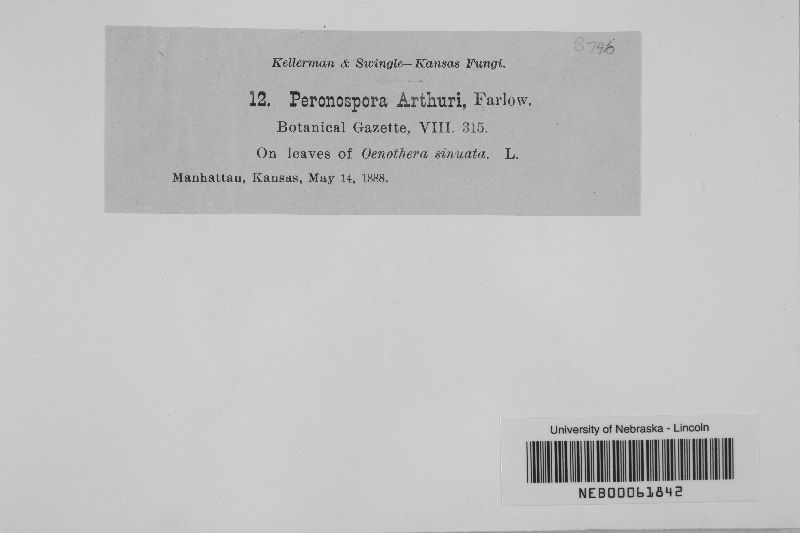 8796
Kellerman & Swingle—Kansas Fungi.
12. Peronospora Arthuri, Farlow.
Botanical Gazette, VIII. 315.
On leaves of Oenothera sinuata. L.
Manhattan, Kansas, May 14, 1888.
University of Nebraska - Lincoln
NEB00061842